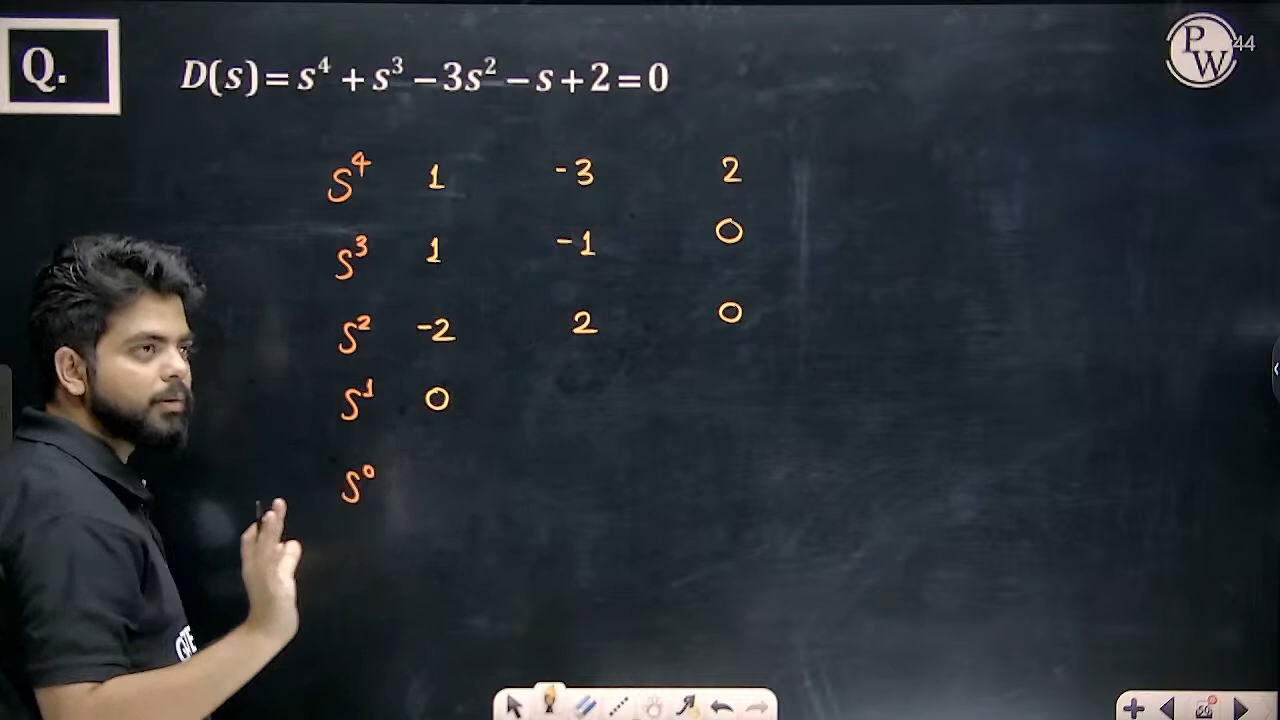 Q.
D(s) = s⁴ + s³ − 3s² − s + 2 = 0
PW
44
S⁴ 1 -3 2
S³ 1 -1 0
S² -2 2 0
S¹ 0
S⁰